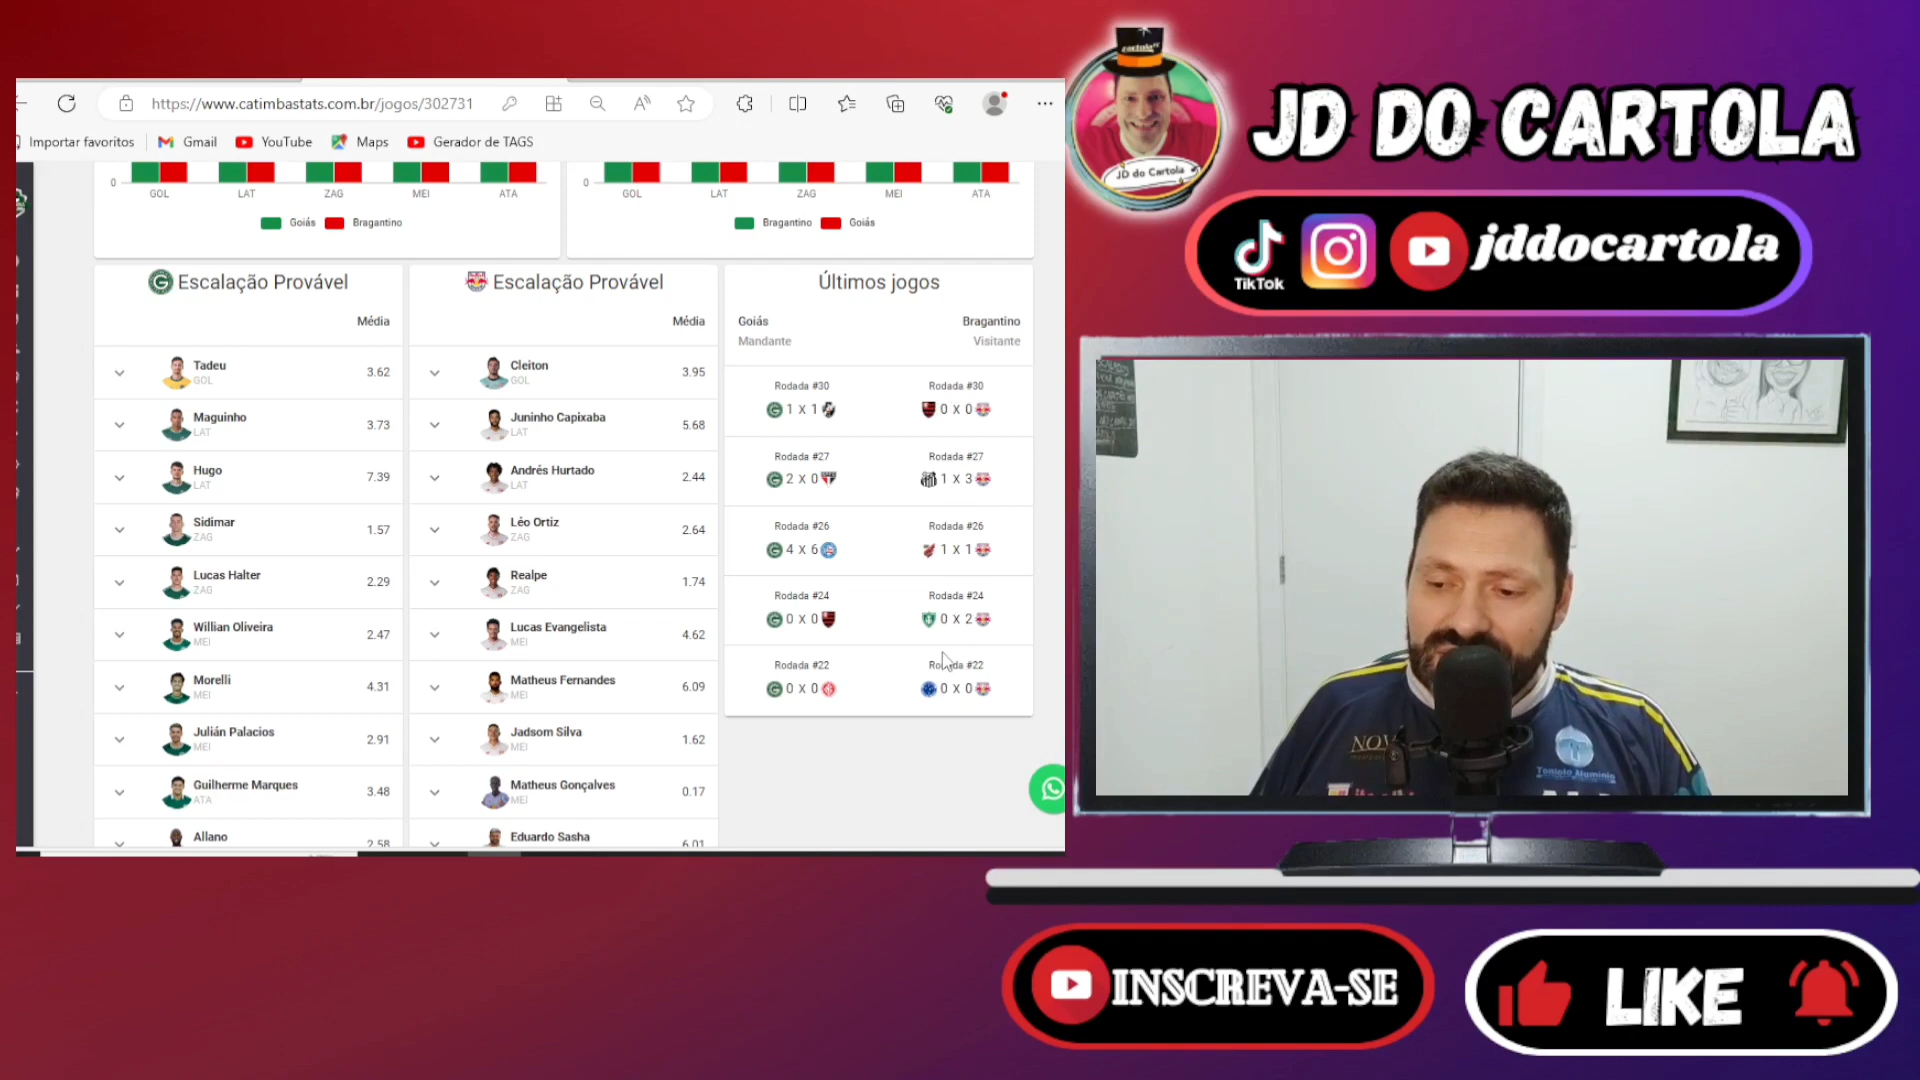 https://www.catimbastats.com.br/jogos/302731
Importar favoritos
Gmail
YouTube
Maps
Gerador de TAGS
0
GOL LAT ZAG MEI ATA
Goiás Bragantino
0
GOL LAT ZAG MEI ATA
Bragantino Goiás
Escalação Provável
Média
Tadeu
GOL
3.62
Maguinho
LAT
3.73
Hugo
LAT
7.39
Sidimar
ZAG
1.57
Lucas Halter
ZAG
2.29
Willian Oliveira
MEI
2.47
Morelli
MEI
4.31
Julián Palacios
MEI
2.91
Guilherme Marques
ATA
3.48
Allano
2.58
Escalação Provável
Média
Cleiton
GOL
3.95
Juninho Capixaba
LAT
5.68
Andrés Hurtado
LAT
2.44
Léo Ortiz
ZAG
2.64
Realpe
ZAG
1.74
Lucas Evangelista
MEI
4.62
Matheus Fernandes
MEI
6.09
Jadsom Silva
MEI
1.62
Matheus Gonçalves
MEI
0.17
Eduardo Sasha
6.01
Últimos jogos
Goiás Bragantino
Mandante Visitante
Rodada #30 Rodada #30
1 X 1 0 X 0
Rodada #27 Rodada #27
2 X 0 1 X 3
Rodada #26 Rodada #26
4 X 6 1 X 1
Rodada #24 Rodada #24
0 X 0 0 X 2
Rodada #22 Rodada #22
0 X 0 0 X 0
cartola
JD do Cartola
JD DO CARTOLA
TikTok
jddocartola
NOV
Toniolo Alumínio
INSCREVA-SE
LIKE